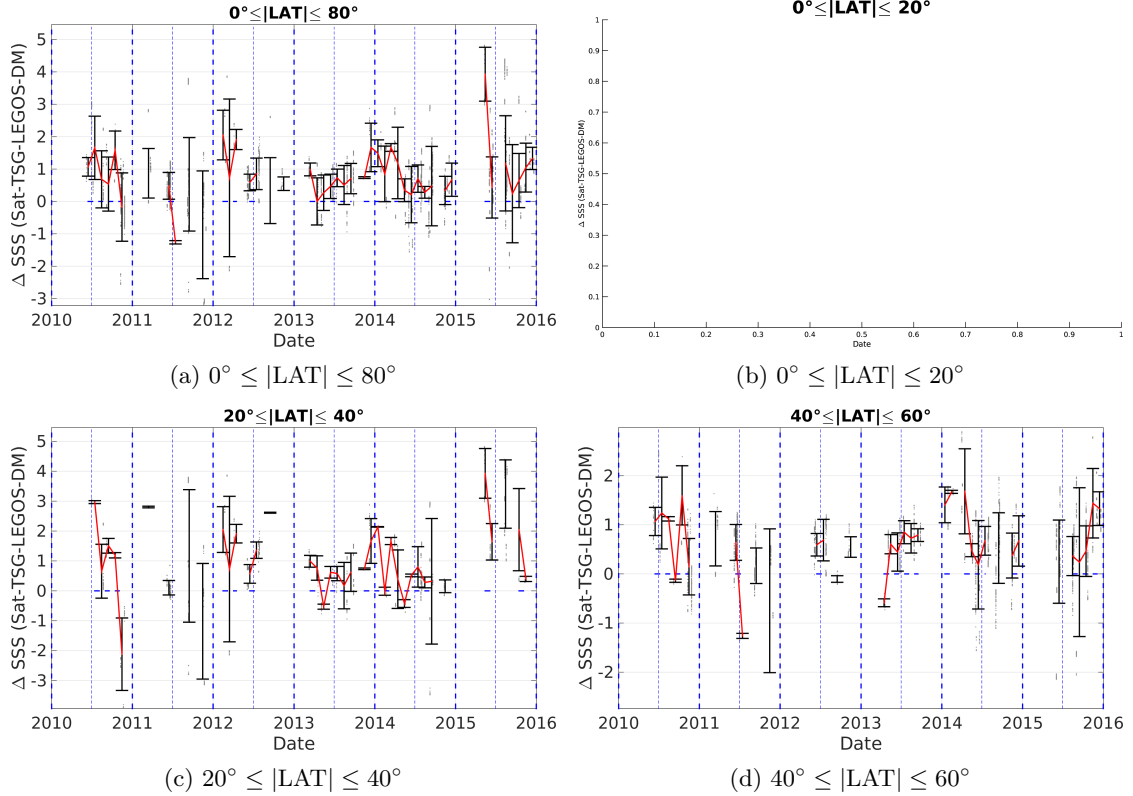 0°≤|LAT|≤ 80°
Δ SSS (Sat-TSG-LEGOS-DM)
5
4
3
2
1
0
-1
-2
-3
2010 2011 2012 2013 2014 2015 2016
Date
(a) 0° ≤ |LAT| ≤ 80°
0°≤|LAT|≤ 20°
Δ SSS (Sat-TSG-LEGOS-DM)
1
0.9
0.8
0.7
0.6
0.5
0.4
0.3
0.2
0.1
0
0 0.1 0.2 0.3 0.4 0.5 0.6 0.7 0.8 0.9 1
Date
(b) 0° ≤ |LAT| ≤ 20°
20°≤|LAT|≤ 40°
Δ SSS (Sat-TSG-LEGOS-DM)
5
4
3
2
1
0
-1
-2
-3
2010 2011 2012 2013 2014 2015 2016
Date
(c) 20° ≤ |LAT| ≤ 40°
40°≤|LAT|≤ 60°
Δ SSS (Sat-TSG-LEGOS-DM)
2
1
0
-1
-2
2010 2011 2012 2013 2014 2015 2016
Date
(d) 40° ≤ |LAT| ≤ 60°